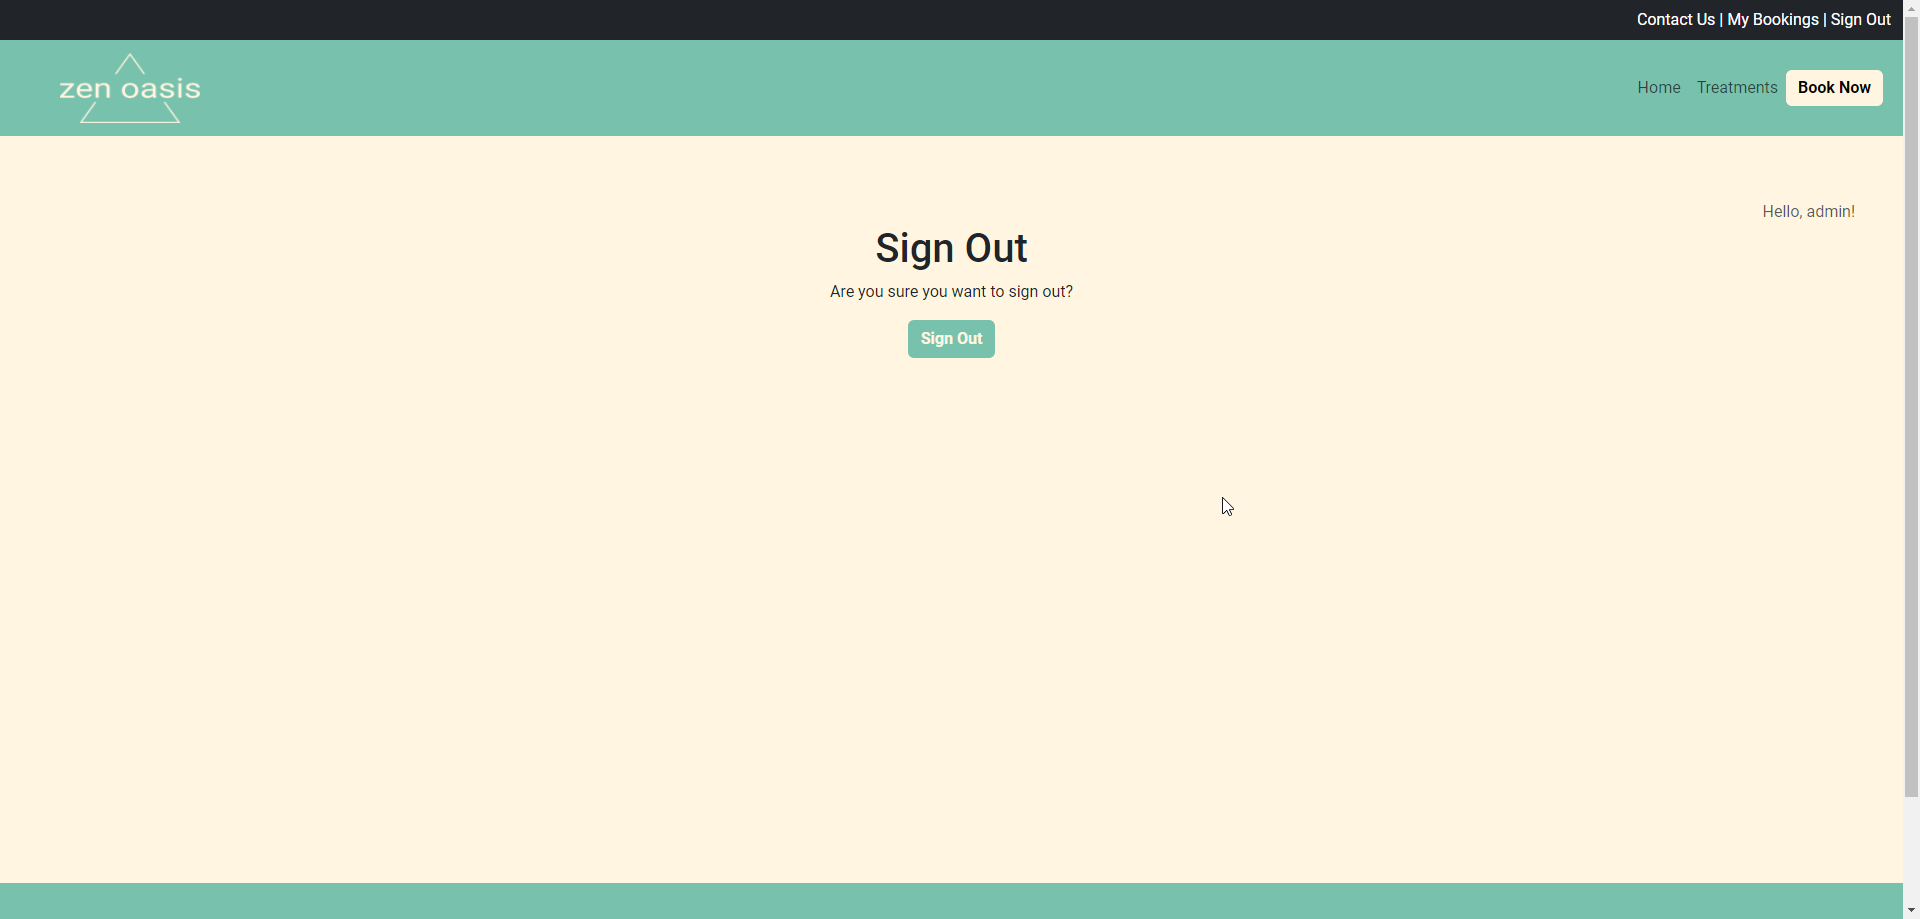 Contact Us | My Bookings | Sign Out
zen oasis
Home Treatments Book Now
Hello, admin!
Sign Out
Are you sure you want to sign out?
Sign Out